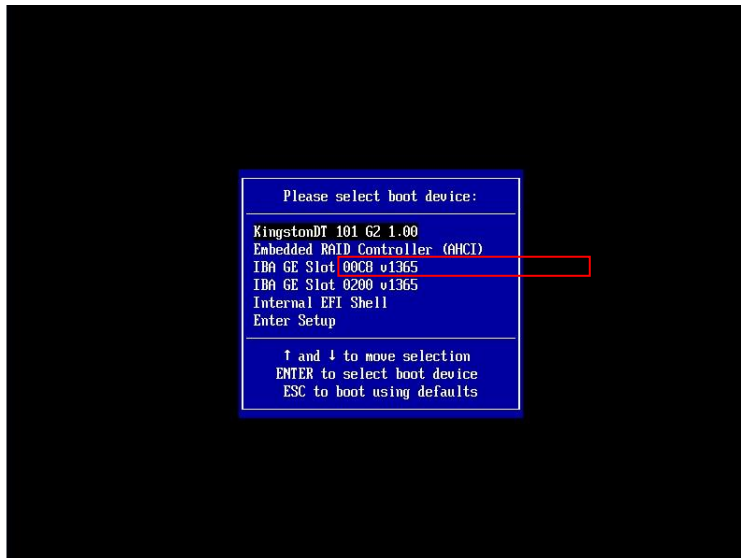 Please select boot device:
KingstonDT 101 G2 1.00
Embedded RAID Controller (AHCI)
IBA GE Slot 00C8 v1365
IBA GE Slot 0200 v1365
Internal EFI Shell
Enter Setup
↑ and ↓ to move selection
ENTER to select boot device
ESC to boot using defaults